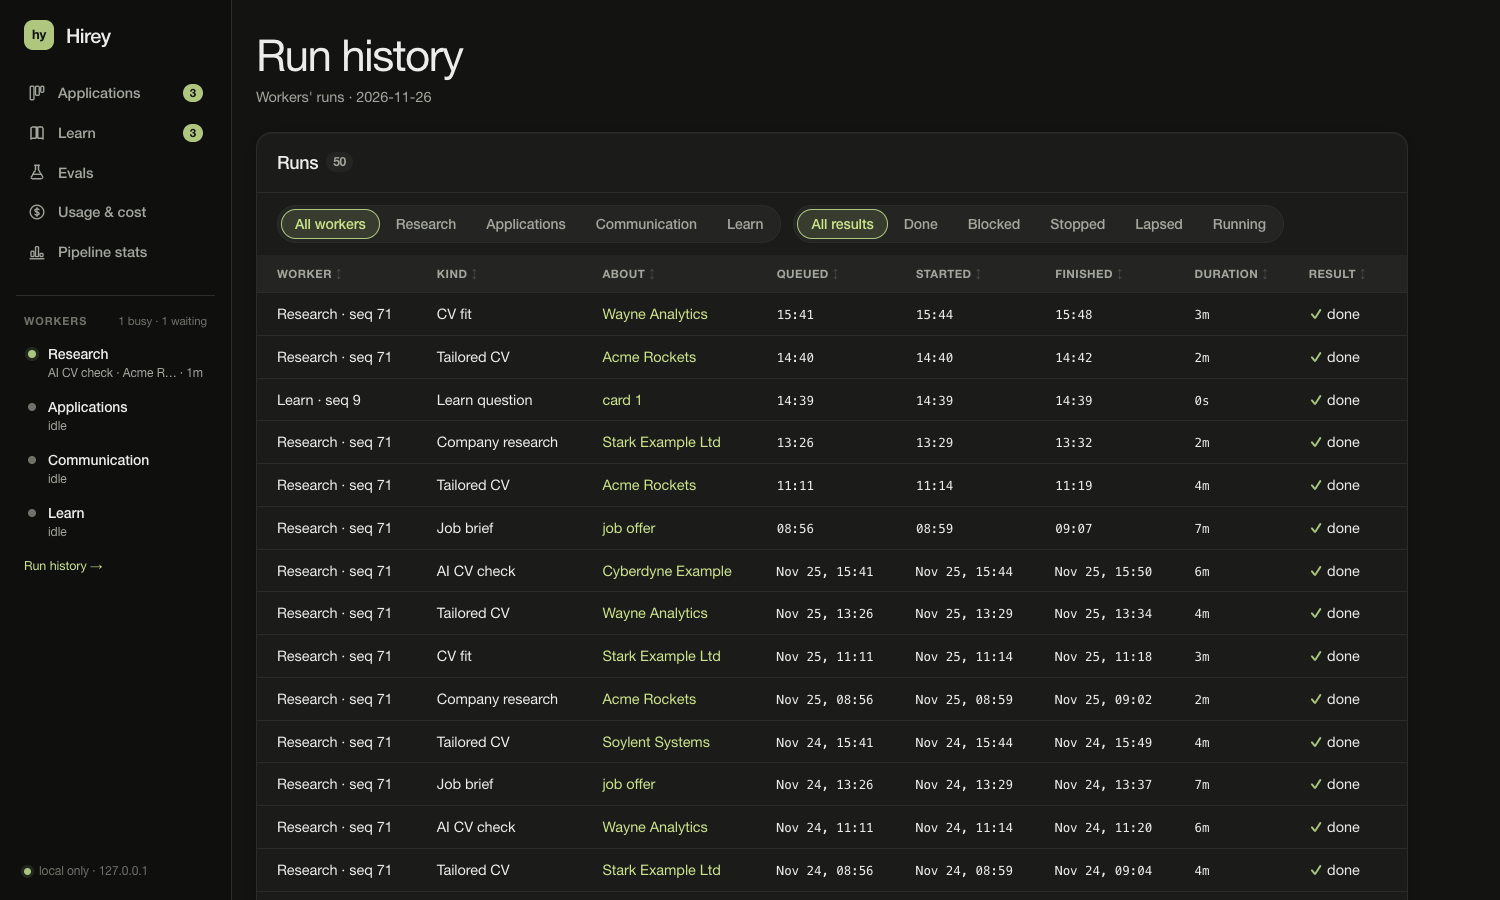 hy Hirey
Applications 3
Learn 3
Evals
Usage & cost
Pipeline stats
WORKERS 1 busy · 1 waiting
Research
AI CV check · Acme R… · 1m
Applications
idle
Communication
idle
Learn
idle
Run history →
local only · 127.0.0.1
Run history
Workers' runs · 2026-11-26
Runs 50
All workers Research Applications Communication Learn All results Done Blocked Stopped Lapsed Running
WORKER ↕ KIND ↕ ABOUT ↕ QUEUED ↕ STARTED ↕ FINISHED ↕ DURATION ↕ RESULT ↕
Research · seq 71 CV fit Wayne Analytics 15:41 15:44 15:48 3m ✓ done
Research · seq 71 Tailored CV Acme Rockets 14:40 14:40 14:42 2m ✓ done
Learn · seq 9 Learn question card 1 14:39 14:39 14:39 0s ✓ done
Research · seq 71 Company research Stark Example Ltd 13:26 13:29 13:32 2m ✓ done
Research · seq 71 Tailored CV Acme Rockets 11:11 11:14 11:19 4m ✓ done
Research · seq 71 Job brief job offer 08:56 08:59 09:07 7m ✓ done
Research · seq 71 AI CV check Cyberdyne Example Nov 25, 15:41 Nov 25, 15:44 Nov 25, 15:50 6m ✓ done
Research · seq 71 Tailored CV Wayne Analytics Nov 25, 13:26 Nov 25, 13:29 Nov 25, 13:34 4m ✓ done
Research · seq 71 CV fit Stark Example Ltd Nov 25, 11:11 Nov 25, 11:14 Nov 25, 11:18 3m ✓ done
Research · seq 71 Company research Acme Rockets Nov 25, 08:56 Nov 25, 08:59 Nov 25, 09:02 2m ✓ done
Research · seq 71 Tailored CV Soylent Systems Nov 24, 15:41 Nov 24, 15:44 Nov 24, 15:49 4m ✓ done
Research · seq 71 Job brief job offer Nov 24, 13:26 Nov 24, 13:29 Nov 24, 13:37 7m ✓ done
Research · seq 71 AI CV check Wayne Analytics Nov 24, 11:11 Nov 24, 11:14 Nov 24, 11:20 6m ✓ done
Research · seq 71 Tailored CV Stark Example Ltd Nov 24, 08:56 Nov 24, 08:59 Nov 24, 09:04 4m ✓ done